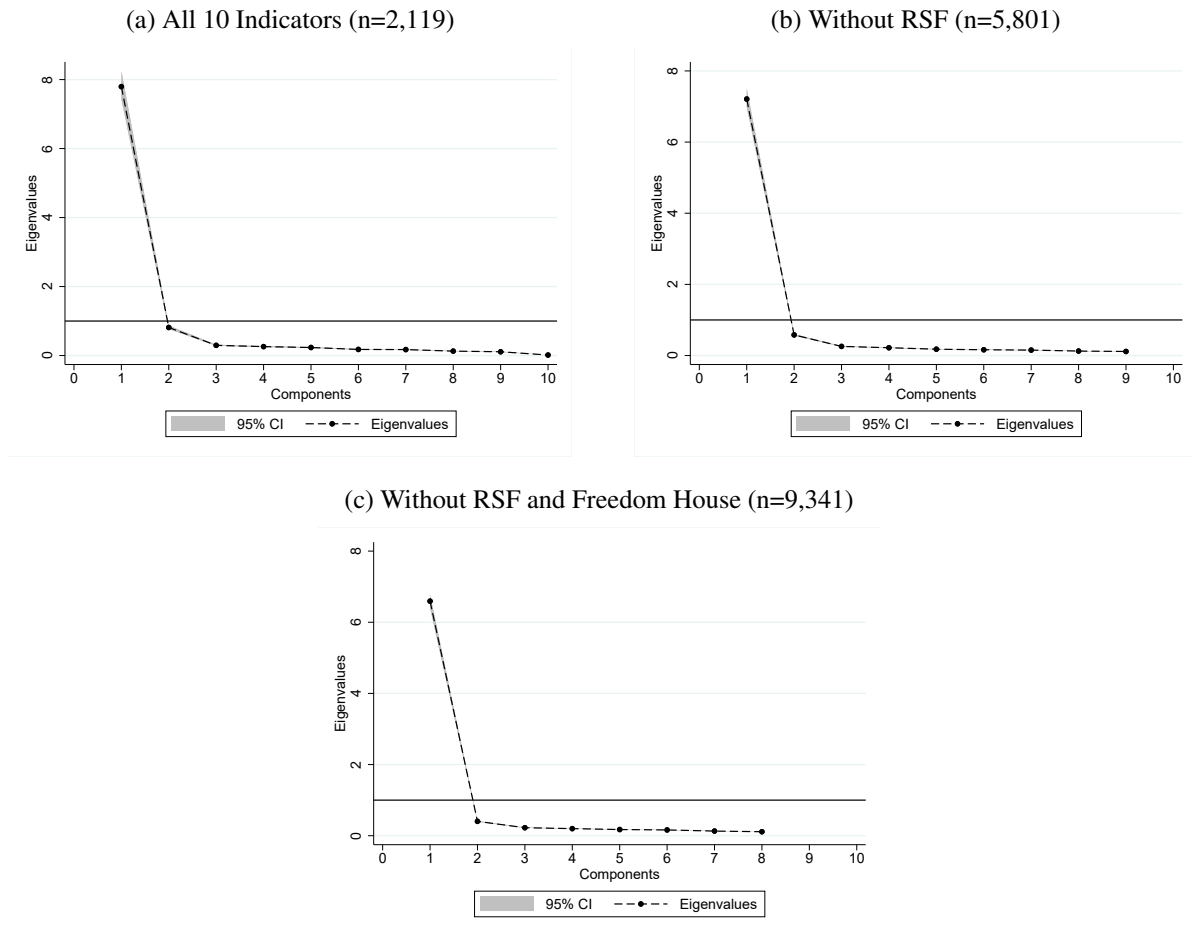 (a) All 10 Indicators (n=2,119)
Eigenvalues
8
6
4
2
0
0 1 2 3 4 5 6 7 8 9 10
Components
95% CI Eigenvalues
(b) Without RSF (n=5,801)
Eigenvalues
8
6
4
2
0
0 1 2 3 4 5 6 7 8 9 10
Components
95% CI Eigenvalues
(c) Without RSF and Freedom House (n=9,341)
Eigenvalues
8
6
4
2
0
0 1 2 3 4 5 6 7 8 9 10
Components
95% CI Eigenvalues